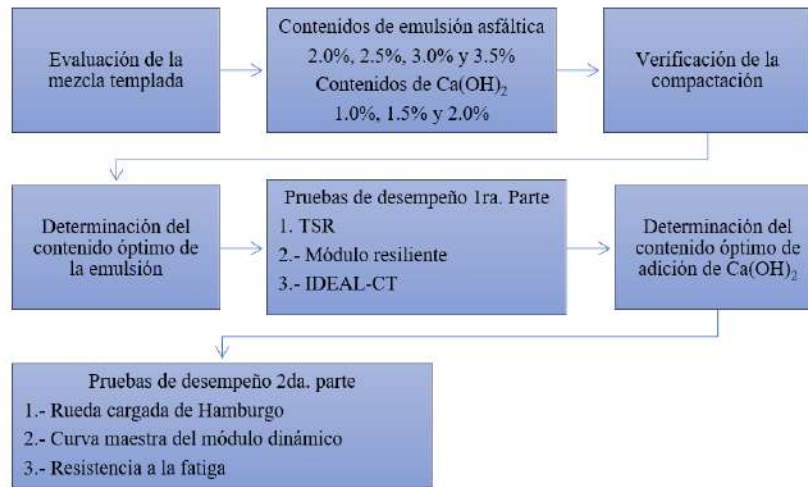 Evaluación de la
mezcla templada
Contenidos de emulsión asfáltica
2.0%, 2.5%, 3.0% y 3.5%
Contenidos de Ca(OH)₂
1.0%, 1.5% y 2.0%
Verificación de la
compactación
Determinación del
contenido óptimo de
la emulsión
Pruebas de desempeño 1ra. Parte
1. TSR
2.- Módulo resiliente
3.- IDEAL-CT
Determinación del
contenido óptimo de
adición de Ca(OH)₂
Pruebas de desempeño 2da. parte
1.- Rueda cargada de Hamburgo
2.- Curva maestra del módulo dinámico
3.- Resistencia a la fatiga